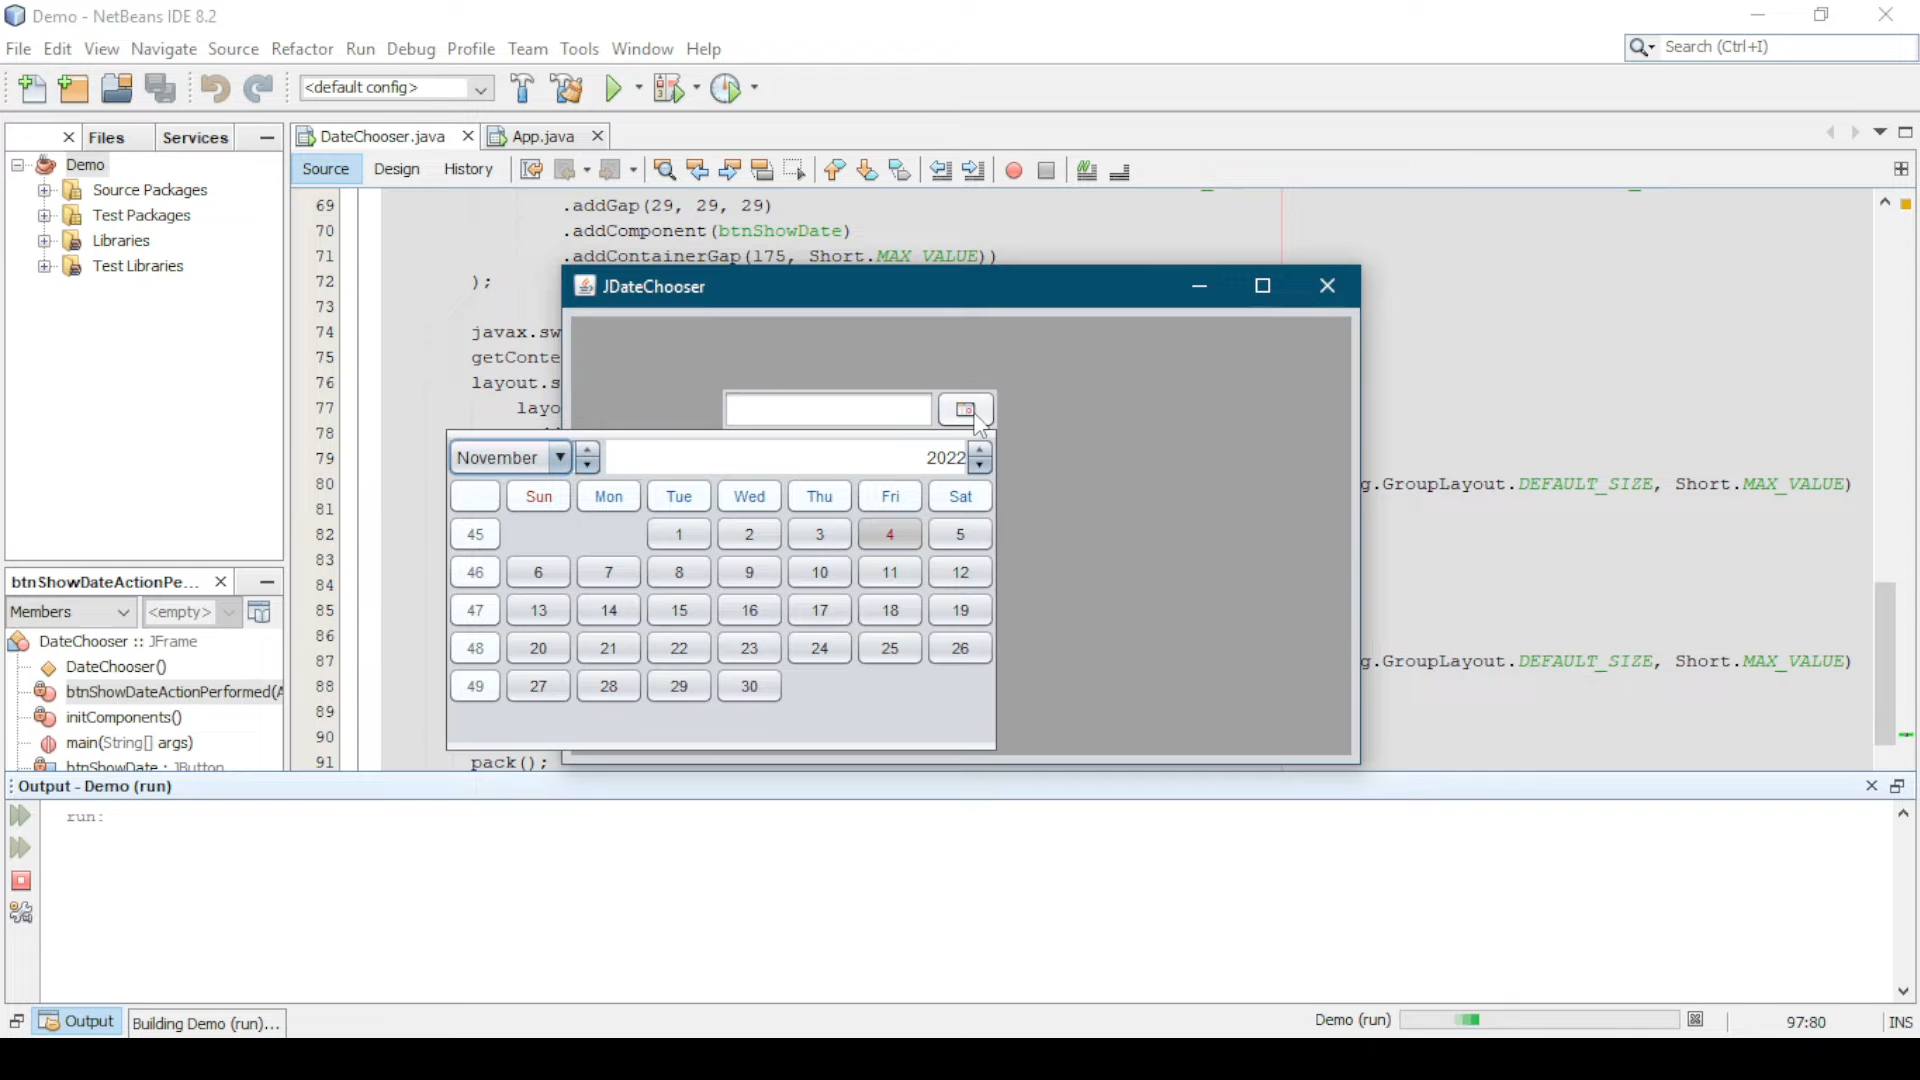 Demo - NetBeans IDE 8.2
File Edit View Navigate Source Refactor Run Debug Profile Team Tools Window Help
Search (Ctrl+I)
<default config>
Files
Services
DateChooser.java
App.java
Source Design History
Demo
Source Packages
Test Packages
Libraries
Test Libraries
69 .addGap(29, 29, 29)
70 .addComponent(btnShowDate)
71 .addContainerGap(175, Short.MAX_VALUE))
72 );
73
74 javax.sw
75 getConte
76 layout.s
77 layo
78
79
80 g.GroupLayout.DEFAULT_SIZE, Short.MAX_VALUE)
81
82
83
84
85
86
87 g.GroupLayout.DEFAULT_SIZE, Short.MAX_VALUE)
88
89
90
91 pack();
JDateChooser
November
2022
Sun Mon Tue Wed Thu Fri Sat
45 1 2 3 4 5
46 6 7 8 9 10 11 12
47 13 14 15 16 17 18 19
48 20 21 22 23 24 25 26
49 27 28 29 30
btnShowDateActionPe...
Members
<empty>
DateChooser :: JFrame
DateChooser()
btnShowDateActionPerformed(A
initComponents()
main(String[] args)
btnShowDate : JButton
Output - Demo (run)
run:
Output
Building Demo (run)...
Demo (run)
97:80
INS